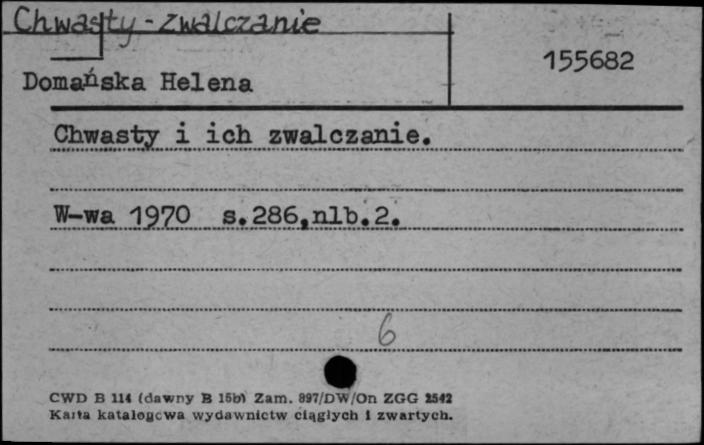 Chwasty - zwalczanie
155682
Domańska Helena
Chwasty i ich zwalczanie.
W-wa 1970 s.286,nlb.2.
6
CWD B 114 (dawny B 15b) Zam. 897/DW/On ZGG 2542
Karta katalogowa wydawnictw ciągłych i zwartych.